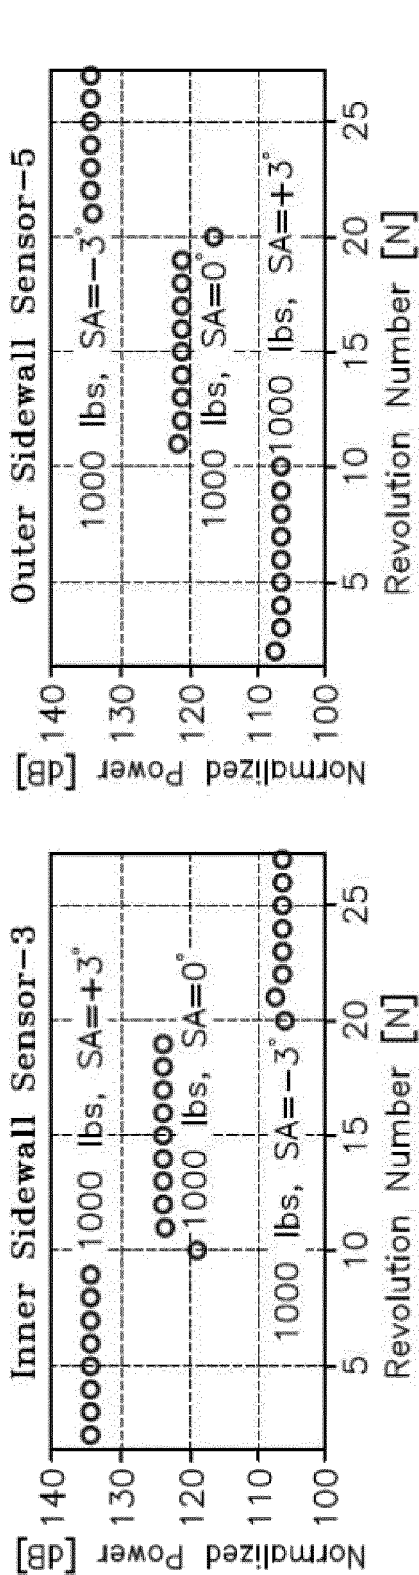 Inner Sidewall Sensor-3
Normalized Power [dB]
140
130
120
110
100
1000 lbs, SA=+3°
1000 lbs, SA=0°
1000 lbs, SA=-3°
5
10
15
20
25
Revolution Number [N]
Outer Sidewall Sensor-5
Normalized Power [dB]
140
130
120
110
100
1000 lbs, SA=-3°
1000 lbs, SA=0°
1000 lbs, SA=+3°
5
10
15
20
25
Revolution Number [N]